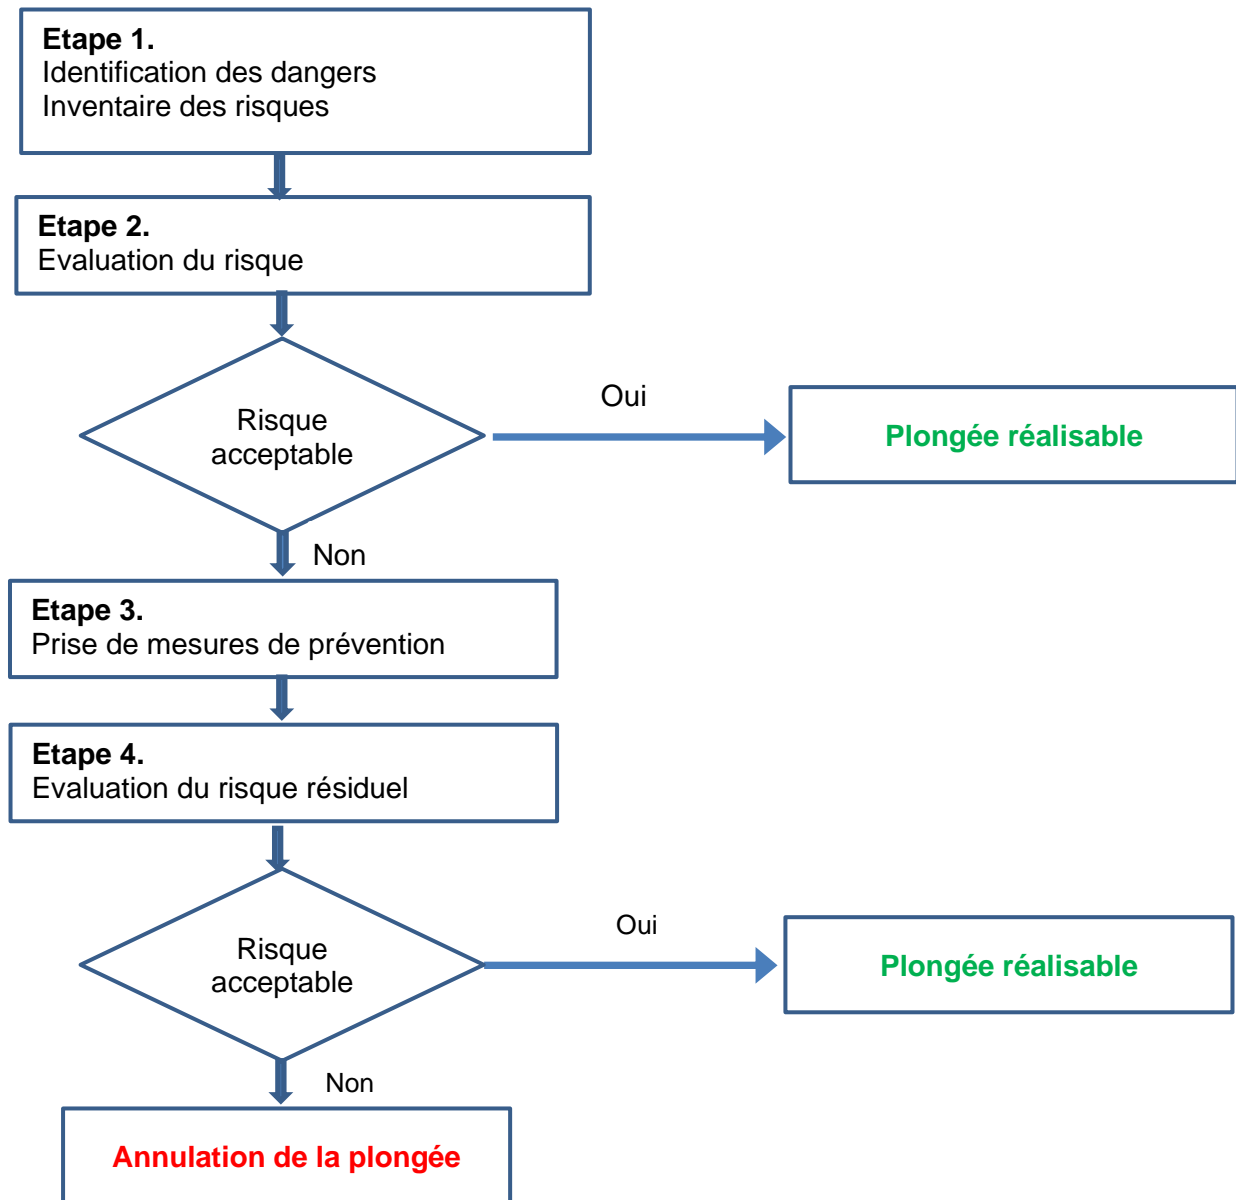 Etape 1.
Identification des dangers
Inventaire des risques
Etape 2.
Evaluation du risque
Risque
acceptable
Oui
Plongée réalisable
Non
Etape 3.
Prise de mesures de prévention
Etape 4.
Evaluation du risque résiduel
Risque
acceptable
Oui
Plongée réalisable
Non
Annulation de la plongée